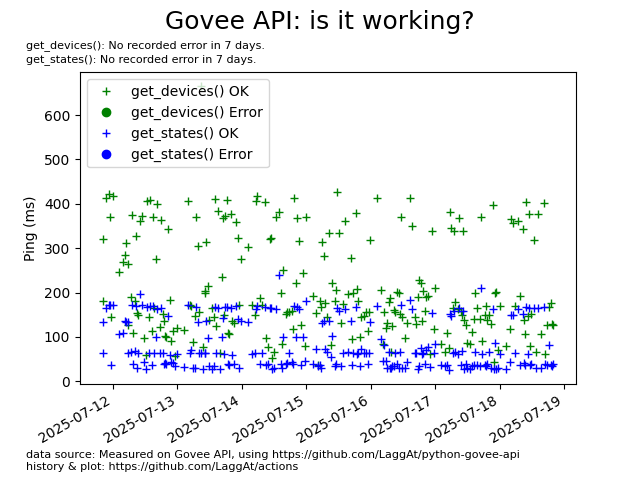 Govee API: is it working?
get_devices(): No recorded error in 7 days.
get_states(): No recorded error in 7 days.
get_devices() OK
get_devices() Error
get_states() OK
get_states() Error
Ping (ms)
600
500
400
300
200
100
0
2025-07-12
2025-07-13
2025-07-14
2025-07-15
2025-07-16
2025-07-17
2025-07-18
2025-07-19
data source: Measured on Govee API, using https://github.com/LaggAt/python-govee-api
history & plot: https://github.com/LaggAt/actions